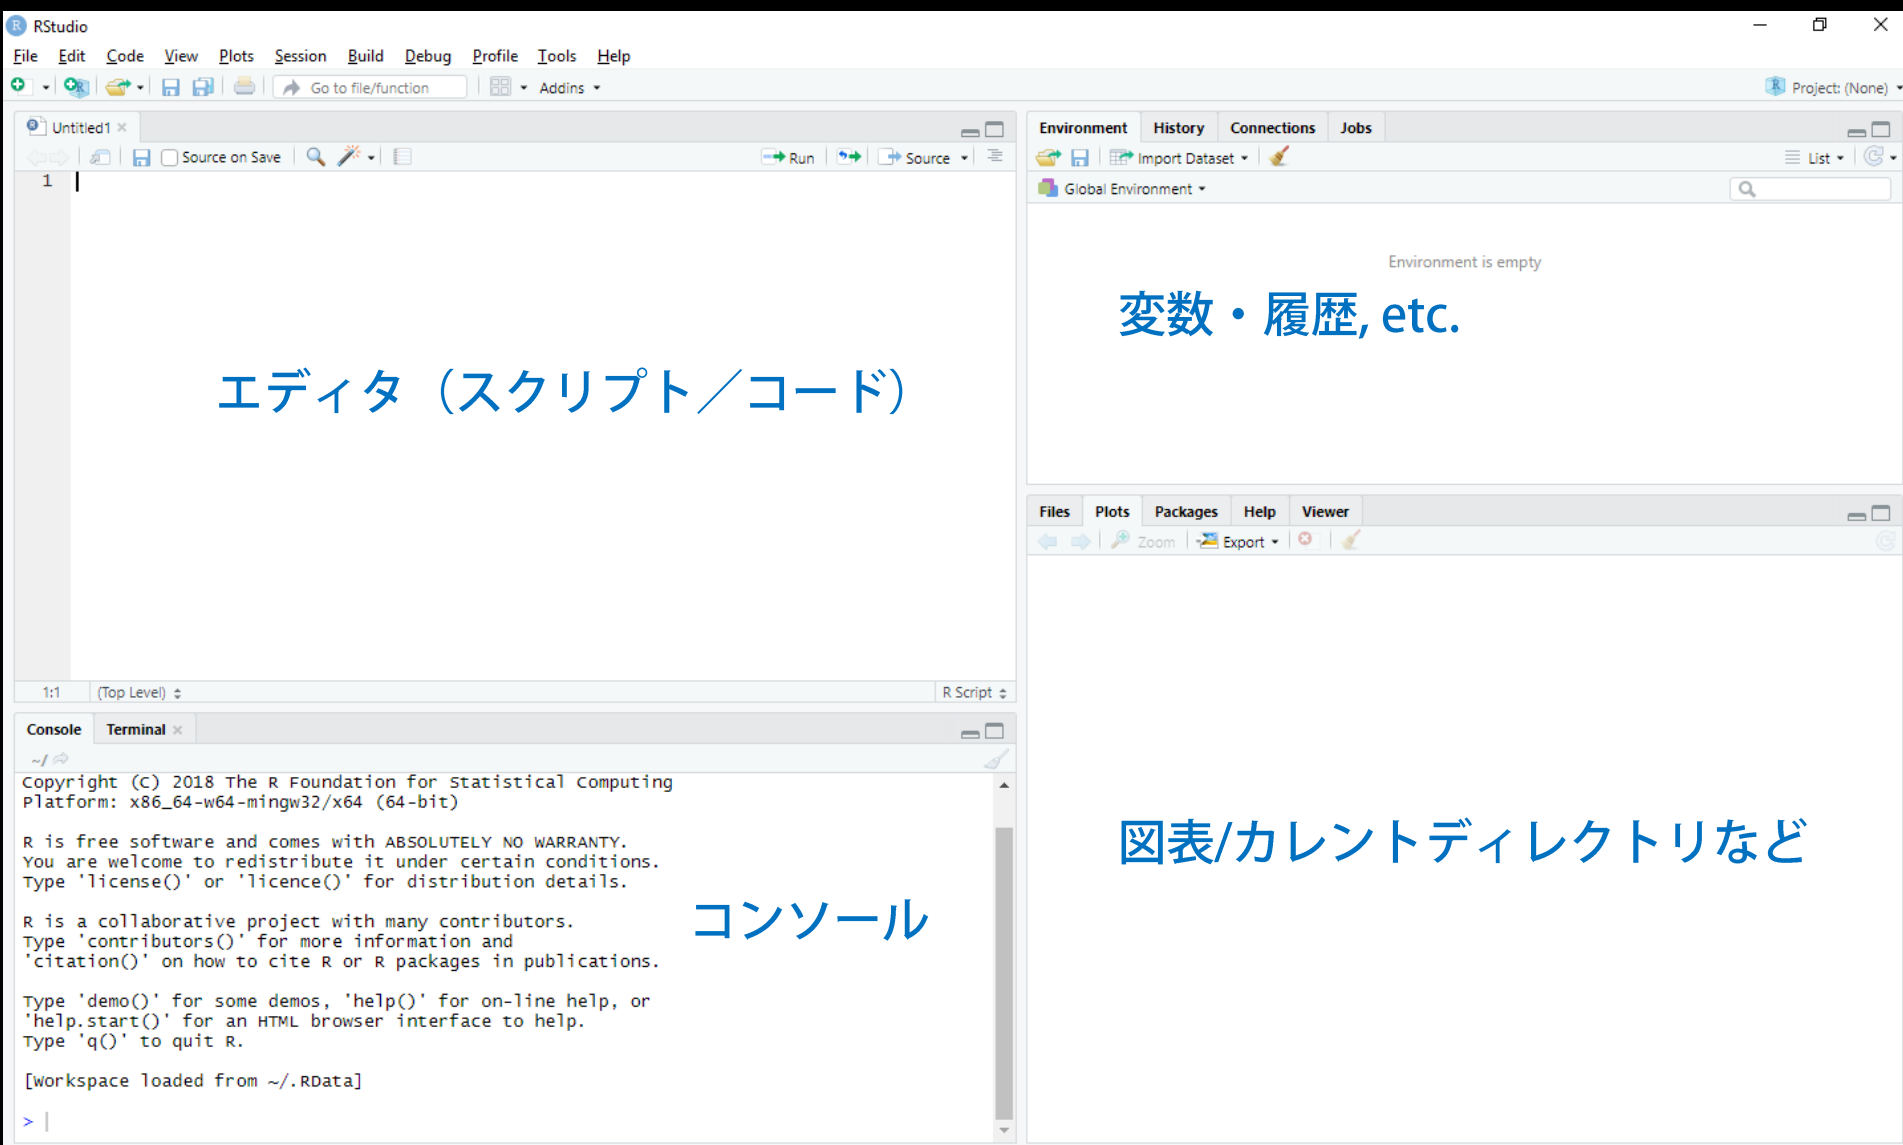 RStudio
File Edit Code View Plots Session Build Debug Profile Tools Help
Go to file/function Addins Project: (None)
Untitled1
Source on Save Run Source
1
エディタ（スクリプト／コード）
1:1 (Top Level) R Script
Console Terminal
~/
Copyright (C) 2018 The R Foundation for Statistical Computing
Platform: x86_64-w64-mingw32/x64 (64-bit)
R is free software and comes with ABSOLUTELY NO WARRANTY.
You are welcome to redistribute it under certain conditions.
Type 'license()' or 'licence()' for distribution details.
R is a collaborative project with many contributors.
Type 'contributors()' for more information and
'citation()' on how to cite R or R packages in publications.
Type 'demo()' for some demos, 'help()' for on-line help, or
'help.start()' for an HTML browser interface to help.
Type 'q()' to quit R.
[Workspace loaded from ~/.RData]
>
コンソール
Environment History Connections Jobs
Import Dataset List
Global Environment
Environment is empty
変数・履歴, etc.
Files Plots Packages Help Viewer
Zoom Export
図表/カレントディレクトリなど